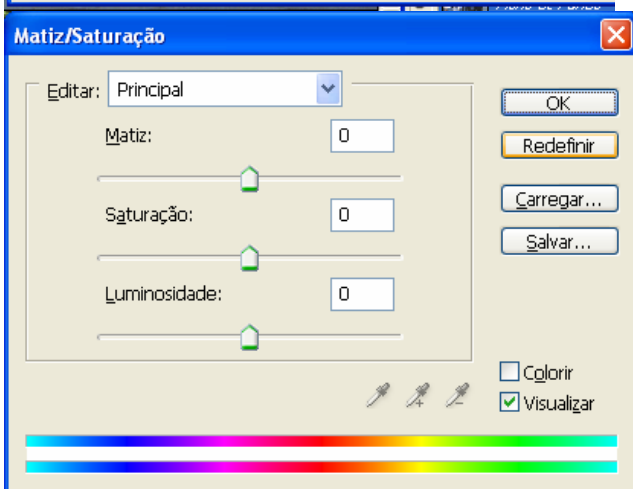 Matiz/Saturação
Editar: Principal
OK
Matiz: 0
Redefinir
Carregar...
Saturação: 0
Salvar...
Luminosidade: 0
Colorir
Visualizar